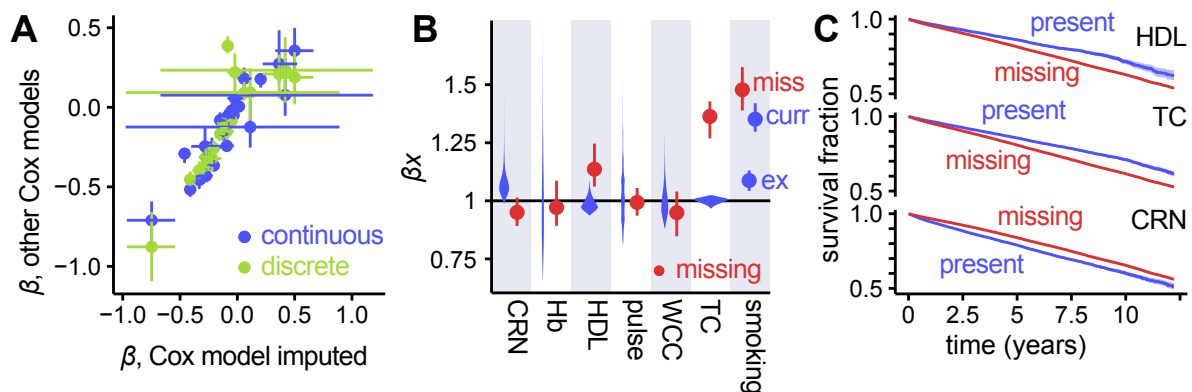 A
β, other Cox models
0.5
0.0
−0.5
−1.0
continuous
discrete
−1.0
−0.5
0.0
0.5
1.0
β, Cox model imputed
B
βx
1.5
1.25
1
0.75
miss
curr
ex
missing
CRN
Hb
HDL
pulse
WCC
TC
smoking
C
survival fraction
1.0
0.5
present
missing
HDL
1.0
0.5
present
missing
TC
1.0
0.5
missing
present
CRN
0
2.5
5
7.5
10
time (years)